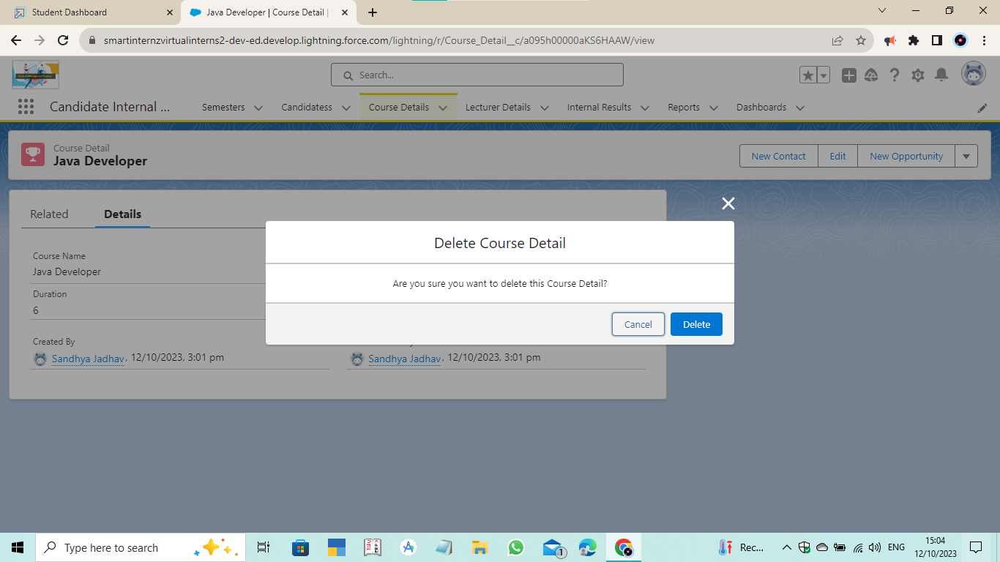 Student Dashboard
Java Developer | Course Detail |
smartinternzvirtualinterns2-dev-ed.develop.lightning.force.com/lightning/r/Course_Detail__c/a095h00000aKS6HAAW/view
Search...
Candidate Internal ...
Semesters
Candidatess
Course Details
Lecturer Details
Internal Results
Reports
Dashboards
Course Detail
Java Developer
New Contact
Edit
New Opportunity
Related
Details
Delete Course Detail
Are you sure you want to delete this Course Detail?
Cancel
Delete
Course Name
Java Developer
Duration
6
Created By
Sandhya Jadhav, 12/10/2023, 3:01 pm
Sandhya Jadhav, 12/10/2023, 3:01 pm
Type here to search
1
Rec...
ENG
15:04
12/10/2023